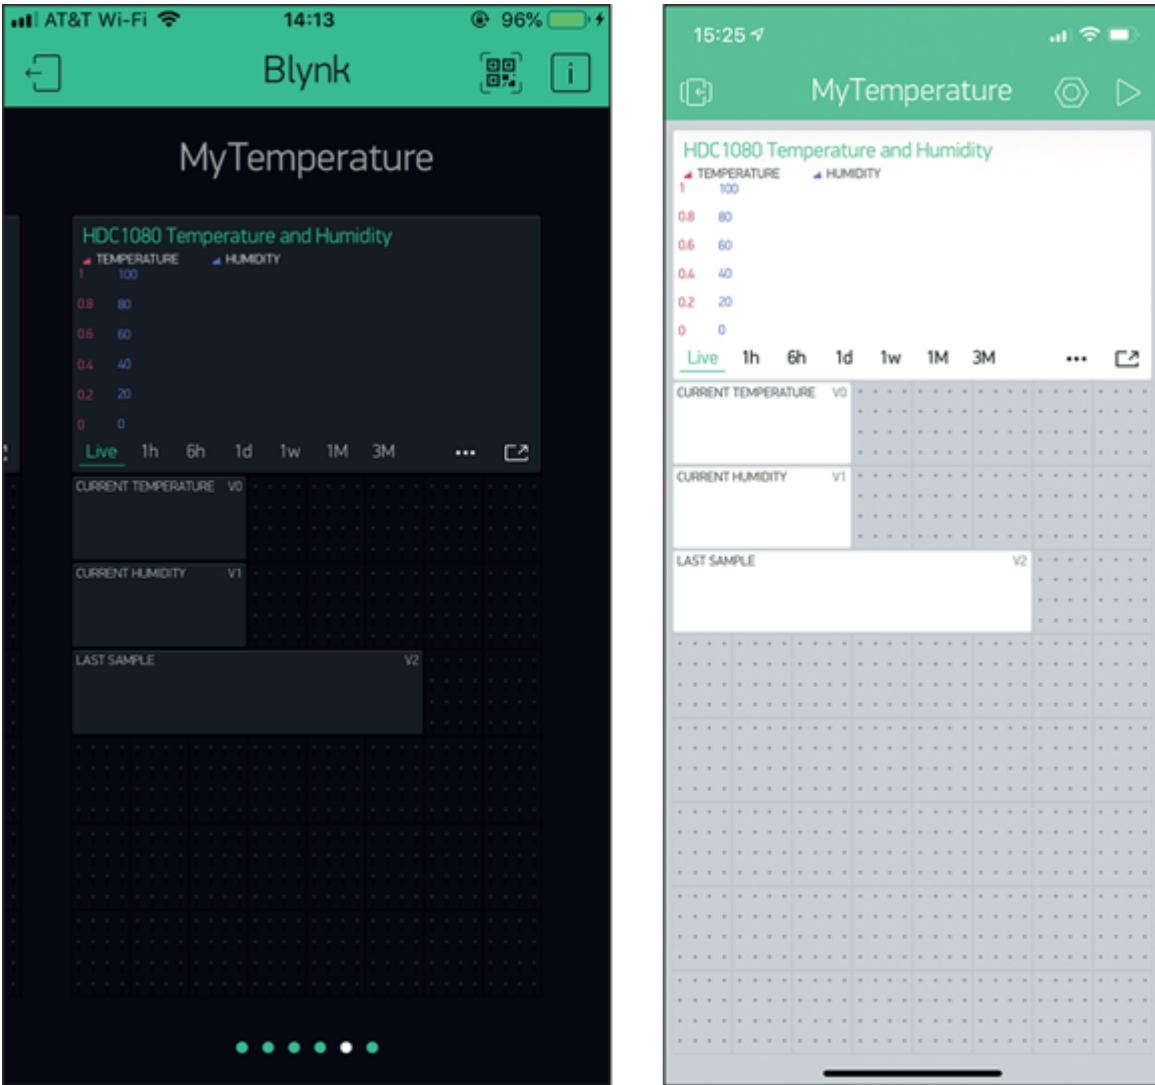 AT&T Wi-Fi 14:13 96%
Blynk i
MyTemperature
HDC1080 Temperature and Humidity
TEMPERATURE HUMIDITY
1 100
0.8 80
0.6 60
0.4 40
0.2 20
0 0
Live 1h 6h 1d 1w 1M 3M ...
CURRENT TEMPERATURE V0
CURRENT HUMIDITY V1
LAST SAMPLE V2
15:25
MyTemperature
HDC1080 Temperature and Humidity
TEMPERATURE HUMIDITY
1 100
0.8 80
0.6 60
0.4 40
0.2 20
0 0
Live 1h 6h 1d 1w 1M 3M ...
CURRENT TEMPERATURE V0
CURRENT HUMIDITY V1
LAST SAMPLE V2